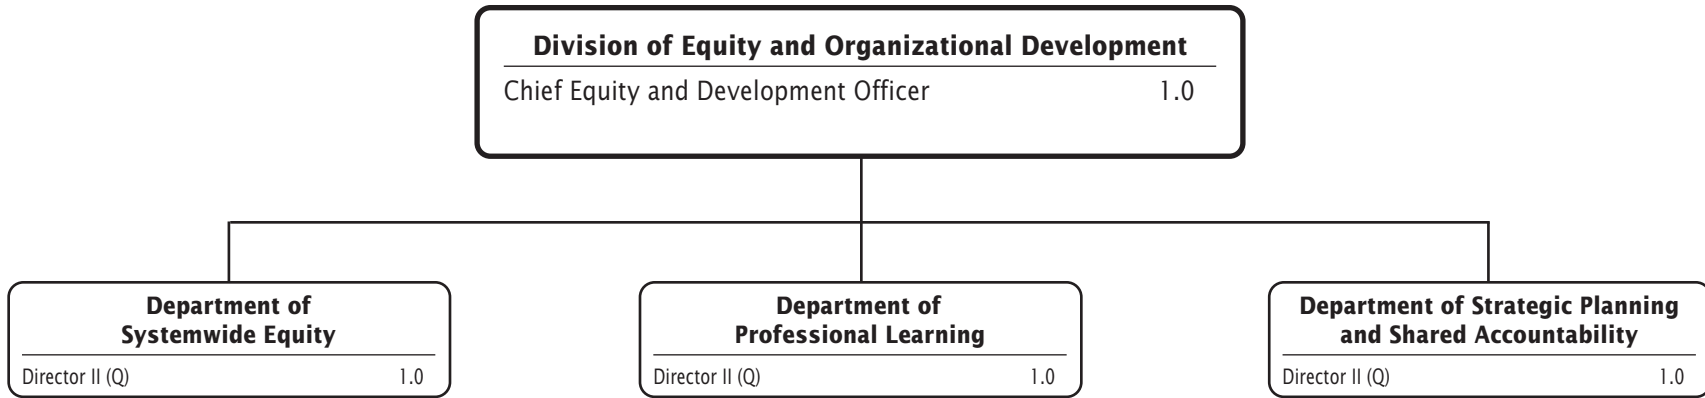 Division of Equity and Organizational Development
Chief Equity and Development Officer 1.0
Department of
Systemwide Equity
Director II (Q) 1.0
Department of
Professional Learning
Director II (Q) 1.0
Department of Strategic Planning
and Shared Accountability
Director II (Q) 1.0